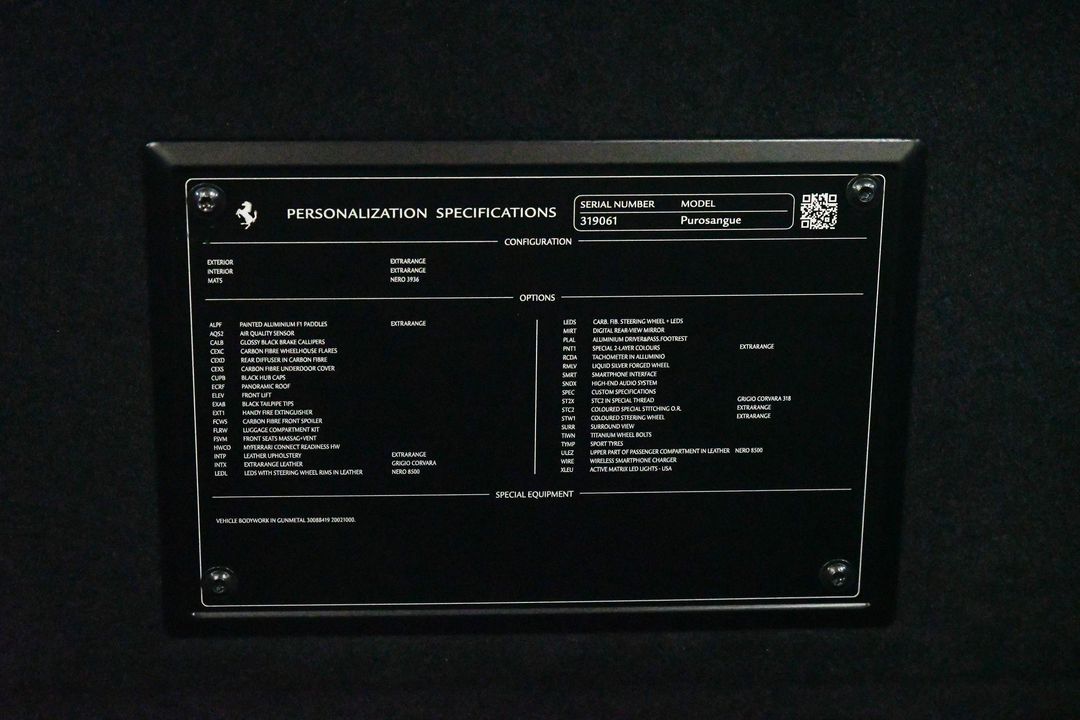 PERSONALIZATION SPECIFICATIONS
SERIAL NUMBER MODEL
319061 Purosangue
CONFIGURATION
EXTERIOR EXTRARANGE
INTERIOR EXTRARANGE
MATS NERO 3936
OPTIONS
ALPF PAINTED ALUMINIUM F1 PADDLES EXTRARANGE
AQS2 AIR QUALITY SENSOR
CALB GLOSSY BLACK BRAKE CALLIPERS
CEXC CARBON FIBRE WHEELHOUSE FLARES
CEXD REAR DIFFUSER IN CARBON FIBRE
CEXS CARBON FIBRE UNDERDOOR COVER
CUPB BLACK HUB CAPS
ECRF PANORAMIC ROOF
ELEV FRONT LIFT
EXAB BLACK TAILPIPE TIPS
EXT1 HANDY FIRE EXTINGUISHER
FCWS CARBON FIBRE FRONT SPOILER
FLRW LUGGAGE COMPARTMENT KIT
FSVM FRONT SEATS MASSAG+VENT
HWCO MYFERRARI CONNECT READINESS HW
INTP LEATHER UPHOLSTERY EXTRARANGE
INTX EXTRARANGE LEATHER GRIGIO CORVARA
LEDL LEDS WITH STEERING WHEEL RIMS IN LEATHER NERO 8500
LEDS CARB. FIB. STEERING WHEEL + LEDS
MIRT DIGITAL REAR-VIEW MIRROR
PLAL ALUMINIUM DRIVER&PASS.FOOTREST
PNT1 SPECIAL 2-LAYER COLOURS EXTRARANGE
RCDA TACHOMETER IN ALLUMINIO
RMLV LIQUID SILVER FORGED WHEEL
SMRT SMARTPHONE INTERFACE
SNDX HIGH-END AUDIO SYSTEM
SPEC CUSTOM SPECIFICATIONS
ST2X STC2 IN SPECIAL THREAD GRIGIO CORVARA 318
STC2 COLOURED SPECIAL STITCHING O.R. EXTRARANGE
STW1 COLOURED STEERING WHEEL EXTRARANGE
SURR SURROUND VIEW
TIWN TITANIUM WHEEL BOLTS
TYMP SPORT TYRES
ULEZ UPPER PART OF PASSENGER COMPARTMENT IN LEATHER NERO 8500
WIRE WIRELESS SMARTPHONE CHARGER
XLEU ACTIVE MATRIX LED LIGHTS - USA
SPECIAL EQUIPMENT
VEHICLE BODYWORK IN GUNMETAL 30088419 20021000.